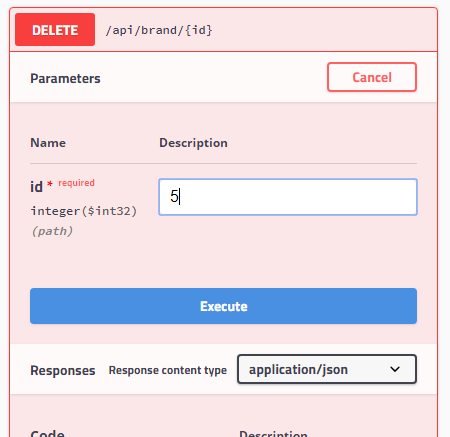 DELETE /api/brand/{id}
Parameters Cancel
Name Description
id * required 5
integer($int32)
(path)
Execute
Responses Response content type application/json
Code Description